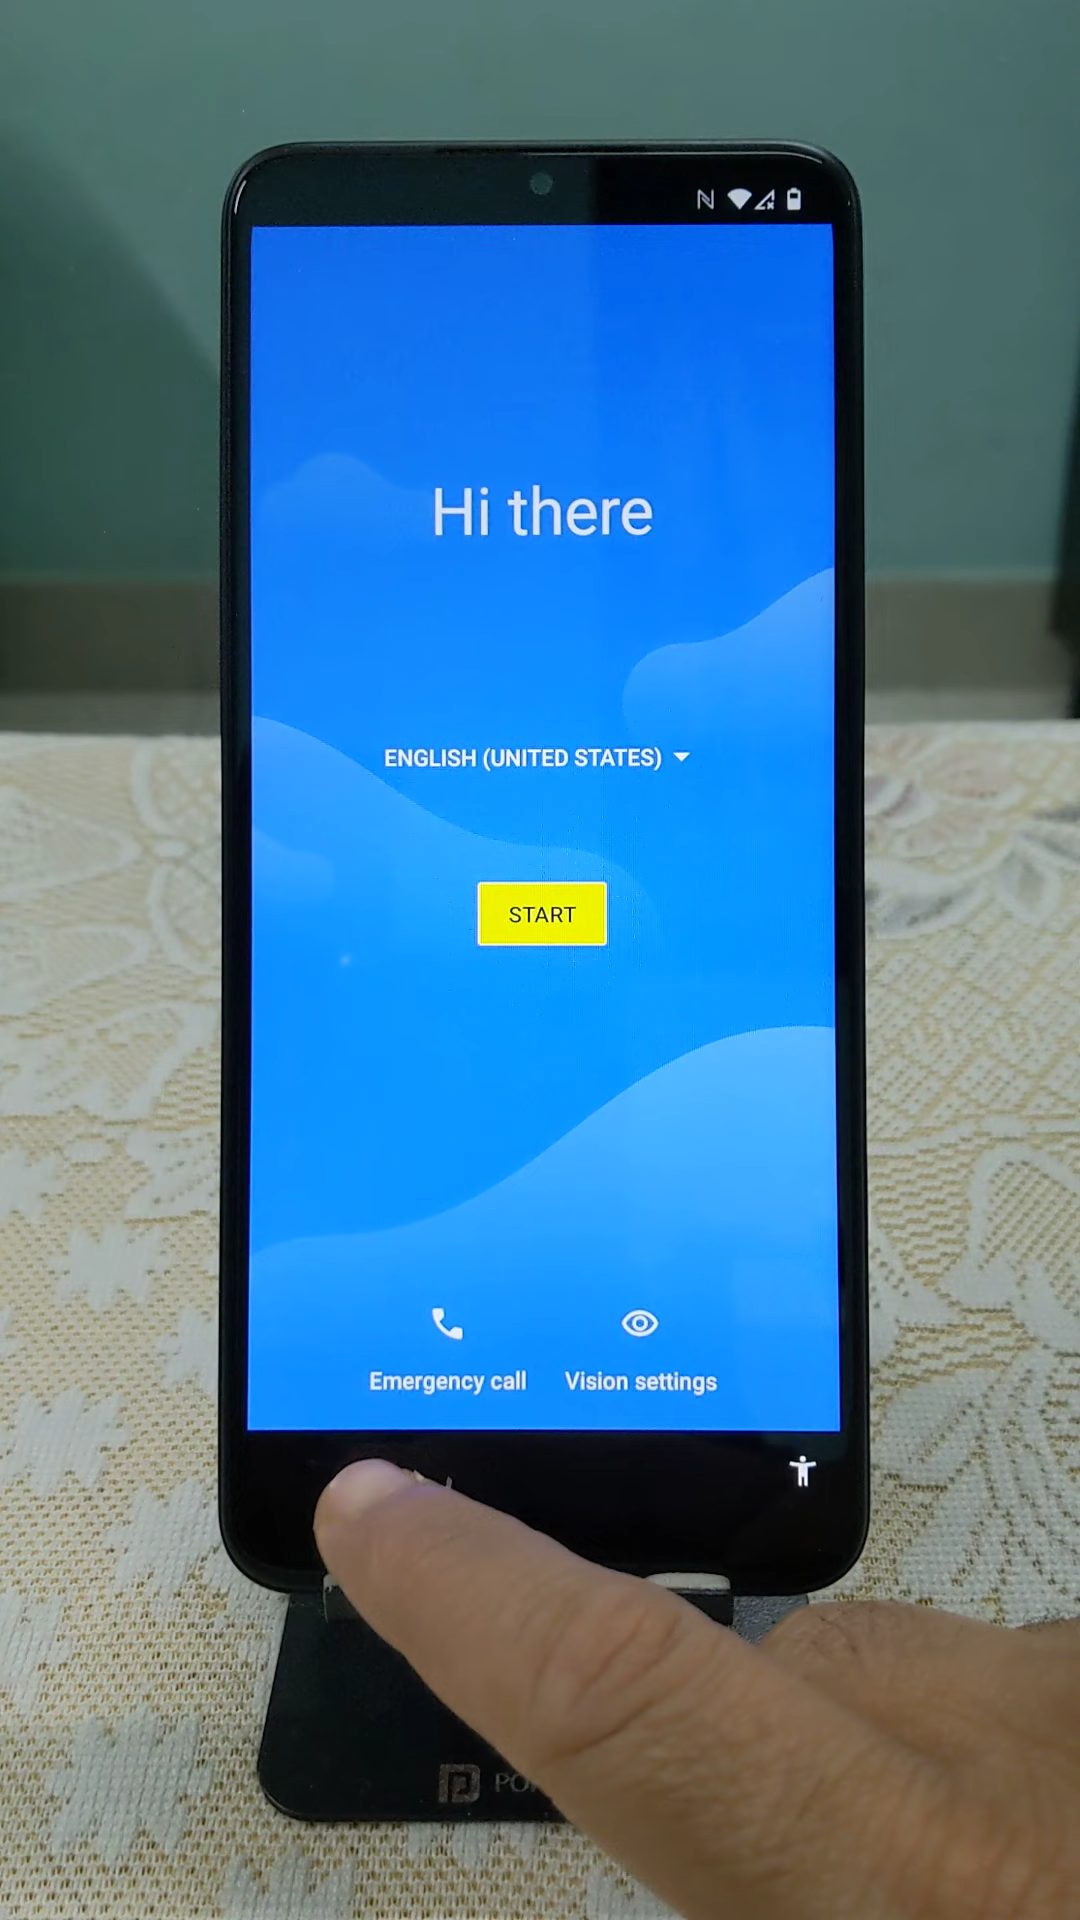 Hi there
ENGLISH (UNITED STATES)
START
Emergency call
Vision settings